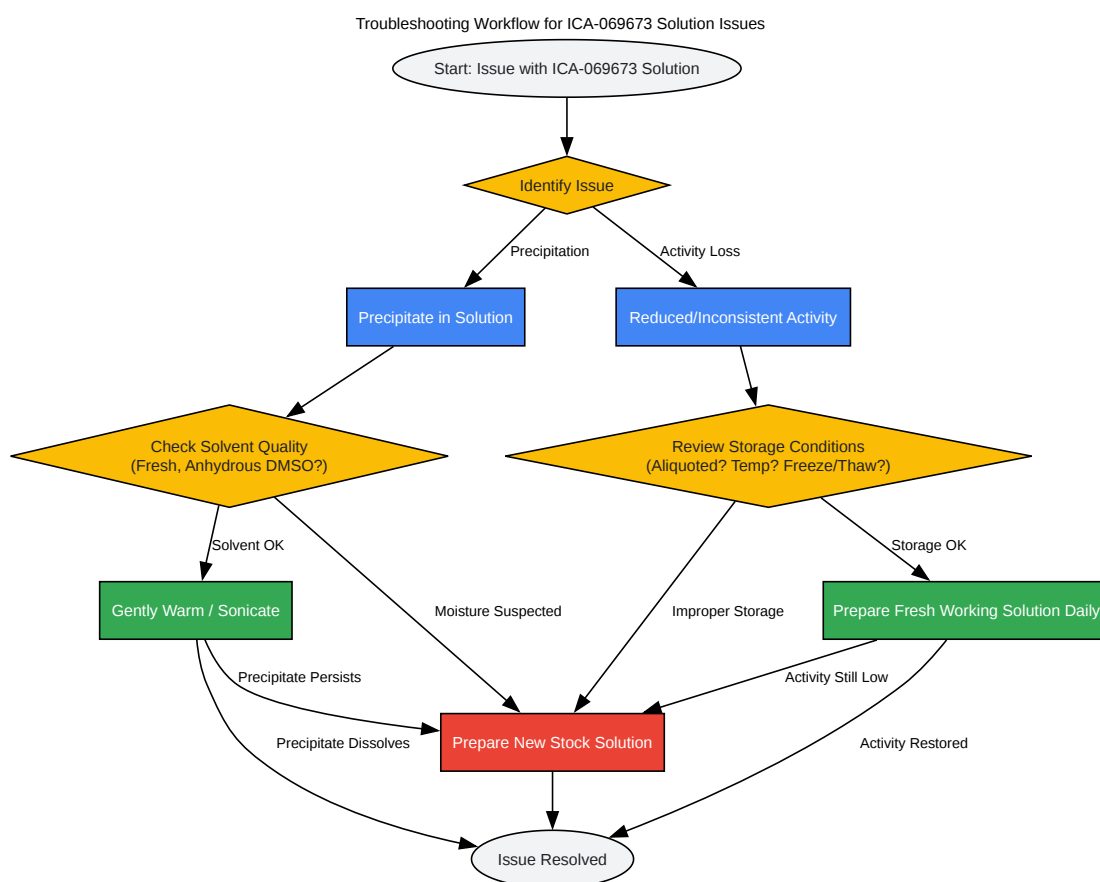 Troubleshooting Workflow for ICA-069673 Solution Issues
Start: Issue with ICA-069673 Solution
Identify Issue
Precipitation
Activity Loss
Precipitate in Solution
Reduced/Inconsistent Activity
Check Solvent Quality
(Fresh, Anhydrous DMSO?)
Review Storage Conditions
(Aliquoted? Temp? Freeze/Thaw?)
Solvent OK
Storage OK
Gently Warm / Sonicate
Moisture Suspected
Improper Storage
Prepare Fresh Working Solution Daily
Precipitate Persists
Activity Still Low
Precipitate Dissolves
Prepare New Stock Solution
Activity Restored
Issue Resolved